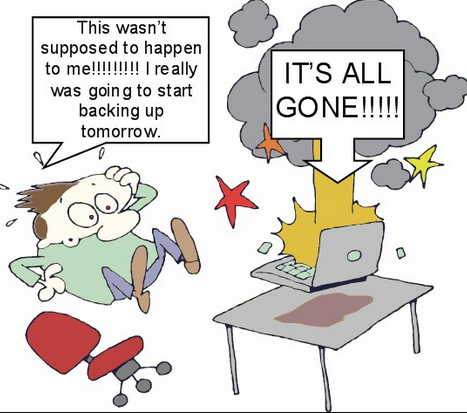 This wasn't
supposed to happen
to me!!!!!!!!! I really
was going to start
backing up
tomorrow.
IT'S ALL
GONE!!!!!